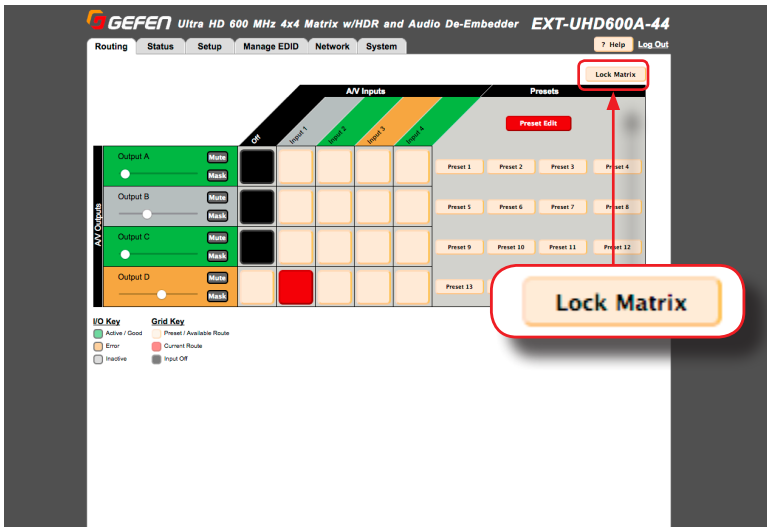 GEFEN Ultra HD 600 MHz 4x4 Matrix w/HDR and Audio De-Embedder EXT-UHD600A-44
Routing Status Setup Manage EDID Network System ? Help Log Out
Lock Matrix
A/V Inputs Presets
Off Input 1 Input 2 Input 3 Input 4
Preset Edit
A/V Outputs
Output A Mute
Mask
Preset 1 Preset 2 Preset 3 Preset 4
Output B Mute
Mask
Preset 5 Preset 6 Preset 7 Preset 8
Output C Mute
Mask
Preset 9 Preset 10 Preset 11 Preset 12
Output D Mute
Mask
Preset 13
Lock Matrix
I/O Key Grid Key
Active / Good Preset / Available Route
Error Current Route
Inactive Input Off